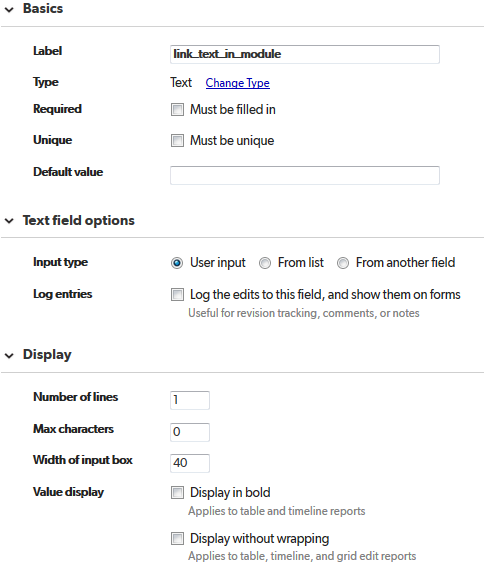 Basics
Label link_text_in_module
Type Text Change Type
Required Must be filled in
Unique Must be unique
Default value
Text field options
Input type User input From list From another field
Log entries Log the edits to this field, and show them on forms
Useful for revision tracking, comments, or notes
Display
Number of lines 1
Max characters 0
Width of input box 40
Value display Display in bold
Applies to table and timeline reports
Display without wrapping
Applies to table, timeline, and grid edit reports